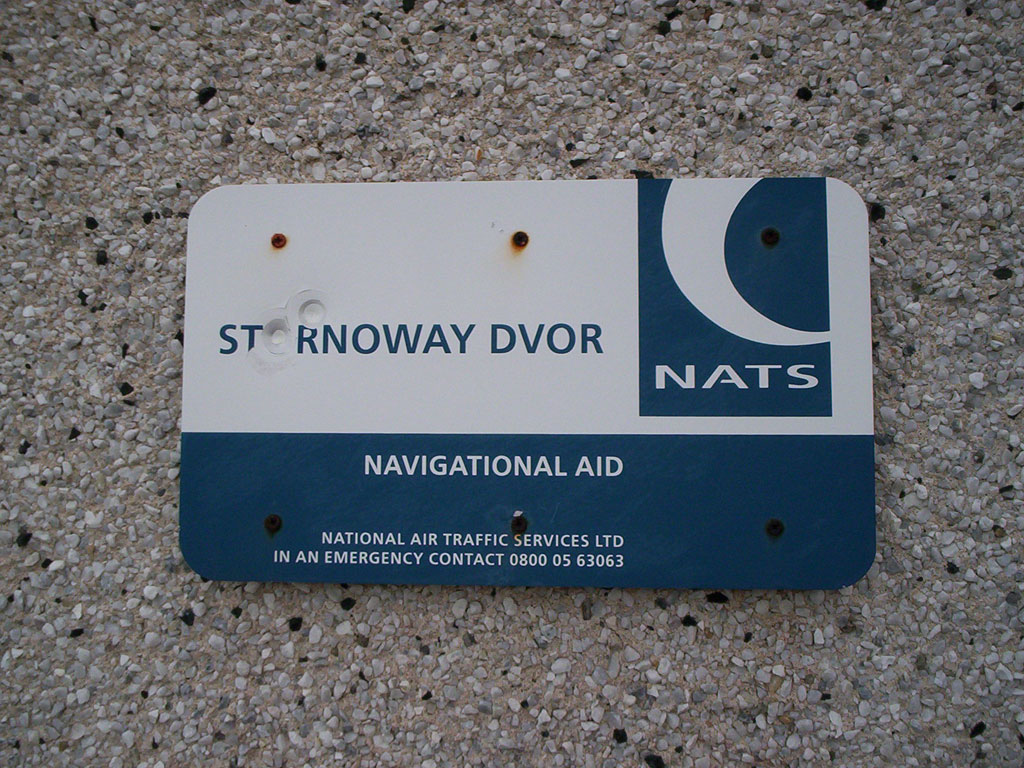 STORNOWAY DVOR
NATS
NAVIGATIONAL AID
NATIONAL AIR TRAFFIC SERVICES LTD
IN AN EMERGENCY CONTACT 0800 05 63063